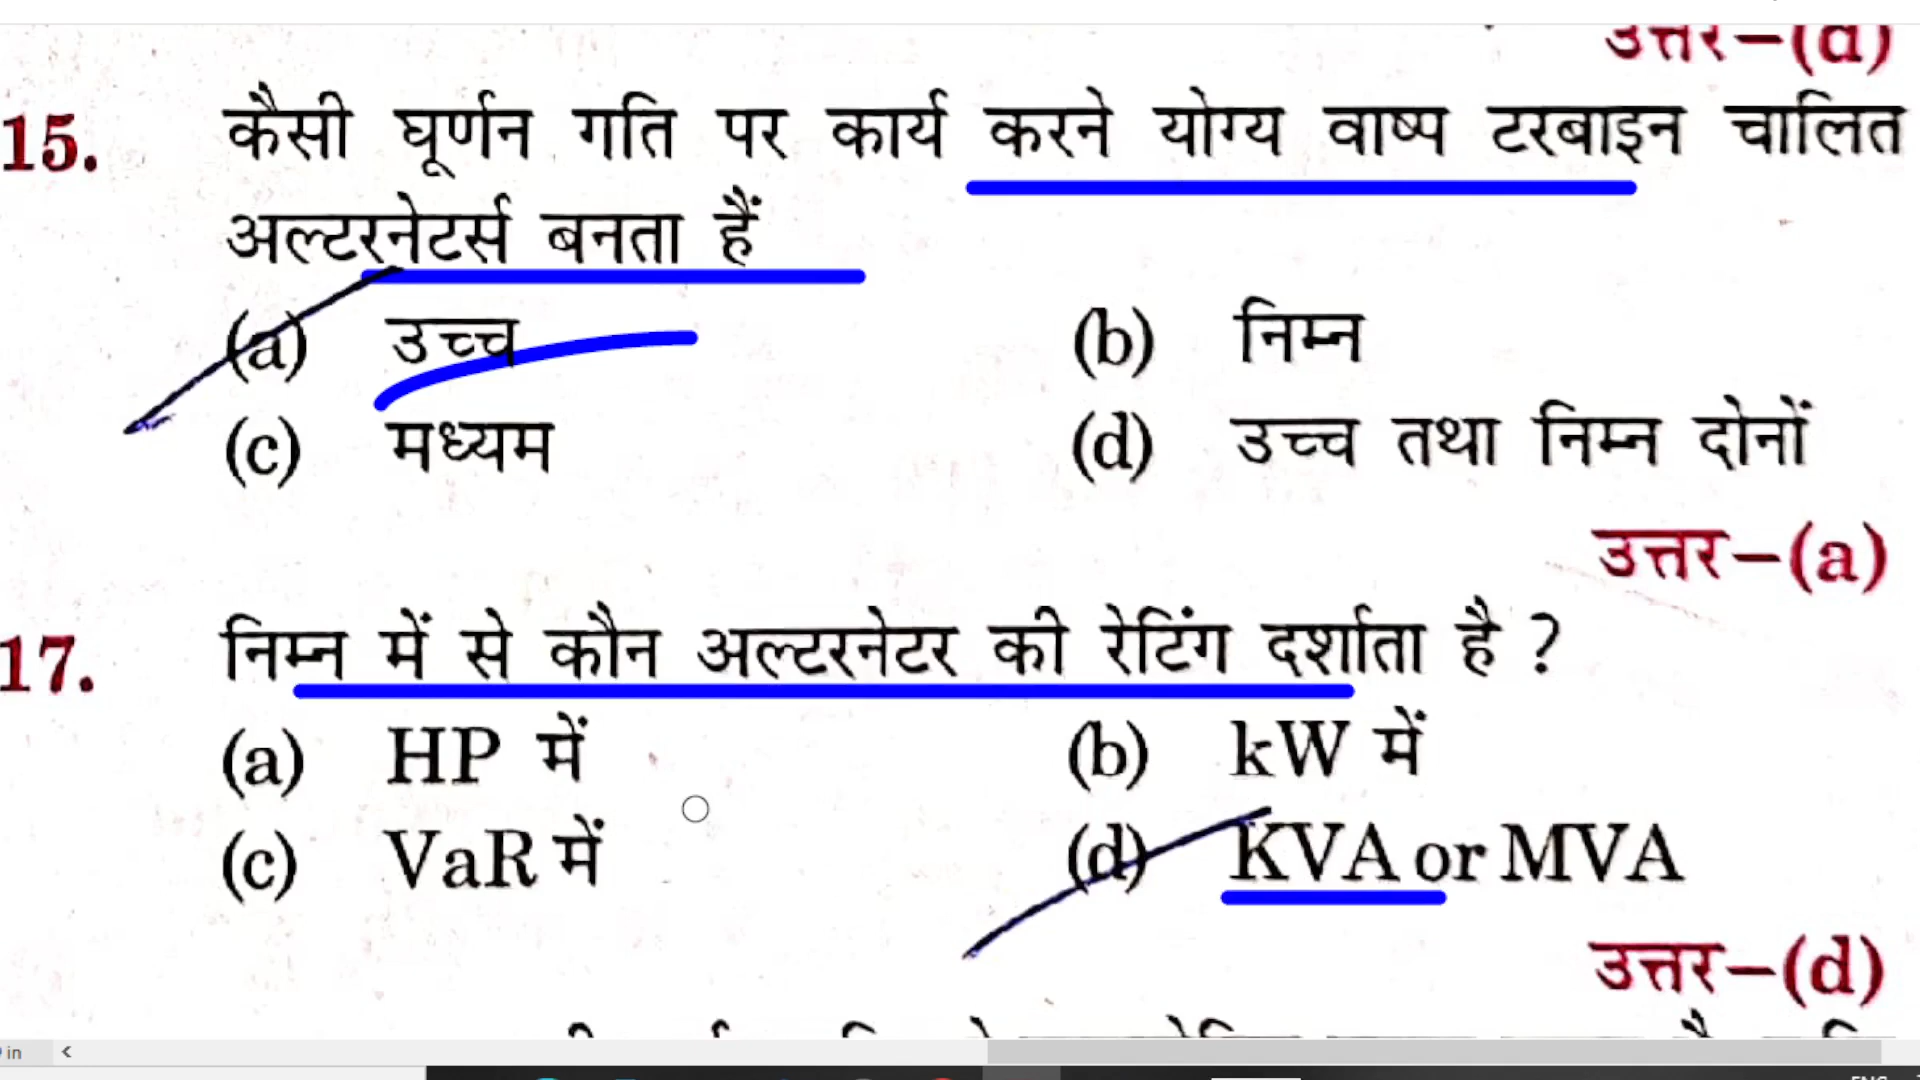 उत्तर–(d)
15. कैसी घूर्णन गति पर कार्य करने योग्य वाष्प टरबाइन चालित
अल्टरनेटर्स बनता हैं
(a) उच्च (b) निम्न
(c) मध्यम (d) उच्च तथा निम्न दोनों
उत्तर–(a)
17. निम्न में से कौन अल्टरनेटर की रेटिंग दर्शाता है ?
(a) HP में (b) kW में
(c) VaR में (d) KVA or MVA
उत्तर–(d)
in